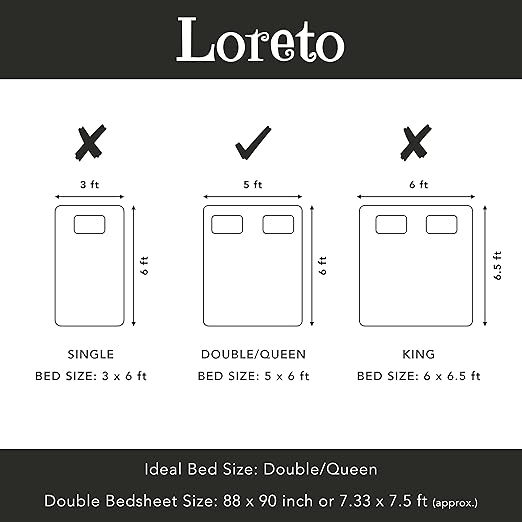 Loreto
3 ft
5 ft
6 ft
6 ft
6 ft
6.5 ft
SINGLE
DOUBLE/QUEEN
KING
BED SIZE: 3 x 6 ft
BED SIZE: 5 x 6 ft
BED SIZE: 6 x 6.5 ft
Ideal Bed Size: Double/Queen
Double Bedsheet Size: 88 x 90 inch or 7.33 x 7.5 ft (approx.)